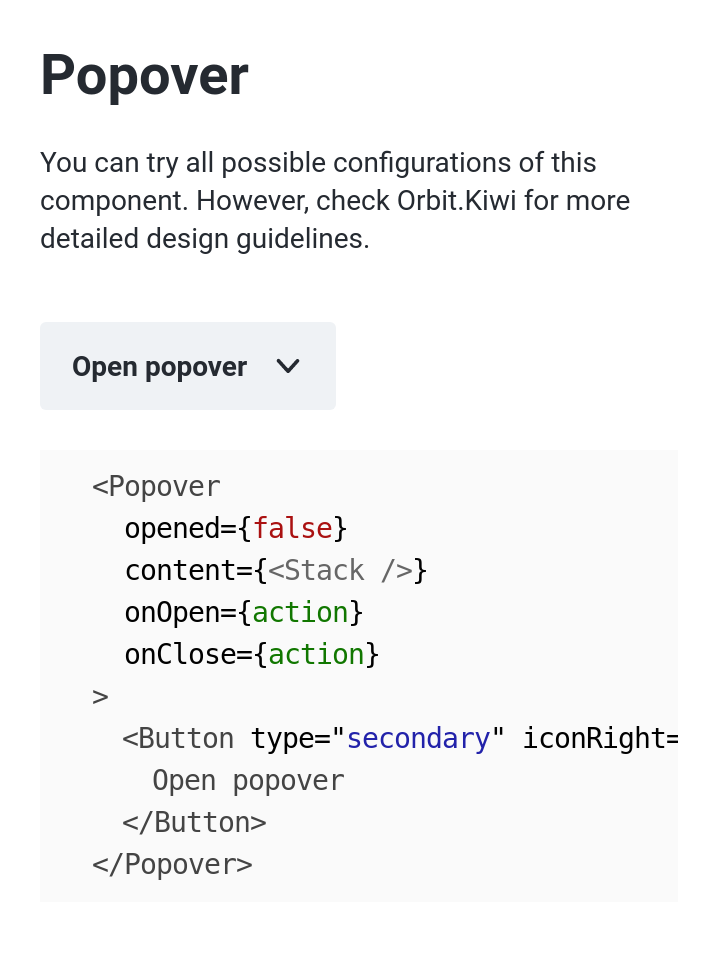 Popover
You can try all possible configurations of this
component. However, check Orbit.Kiwi for more
detailed design guidelines.
Open popover
<Popover
opened={false}
content={<Stack />}
onOpen={action}
onClose={action}
>
<Button type="secondary" iconRight=
Open popover
</Button>
</Popover>